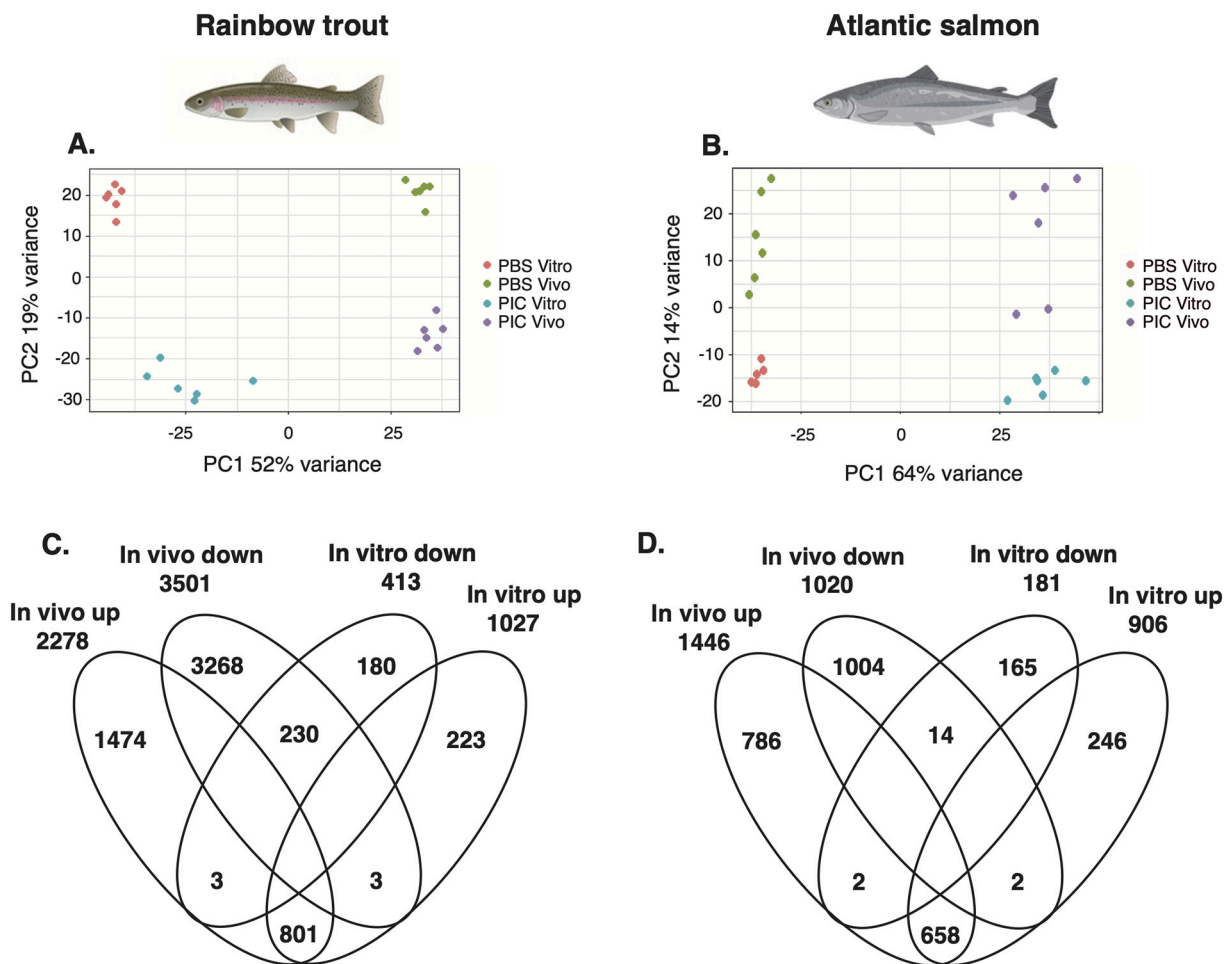 Rainbow trout
Atlantic salmon
A.
20
10
0
-10
-20
-30
PC2 19% variance
-25
0
25
PC1 52% variance
PBS Vitro
PBS Vivo
PIC Vitro
PIC Vivo
B.
20
10
0
-10
-20
PC2 14% variance
-25
0
25
PC1 64% variance
PBS Vitro
PBS Vivo
PIC Vitro
PIC Vivo
C.
In vivo up
2278
In vivo down
3501
In vitro down
413
In vitro up
1027
3268
180
1474
230
223
3
3
801
D.
In vivo up
1446
In vivo down
1020
In vitro down
181
In vitro up
906
1004
165
786
14
246
2
2
658